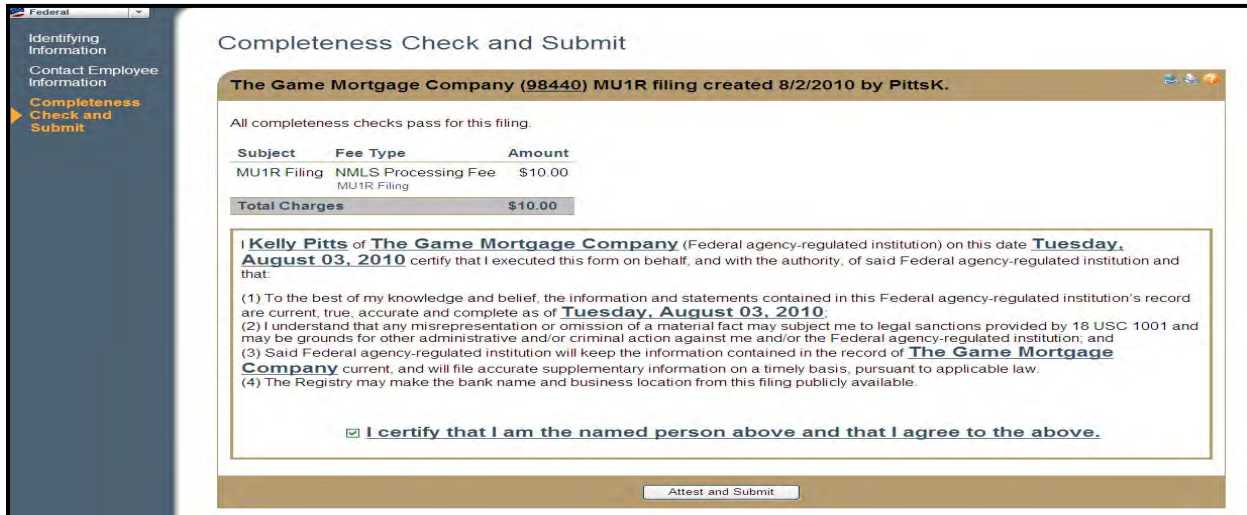 Federal
Identifying
Information
Contact Employee
Information
Completeness
Check and
Submit
Completeness Check and Submit
The Game Mortgage Company (98440) MU1R filing created 8/2/2010 by PittsK.
All completeness checks pass for this filing.
Subject Fee Type Amount
MU1R Filing NMLS Processing Fee $10.00
MU1R Filing
Total Charges $10.00
I Kelly Pitts of The Game Mortgage Company (Federal agency-regulated institution) on this date Tuesday,
August 03, 2010 certify that I executed this form on behalf, and with the authority, of said Federal agency-regulated institution and
that:
(1) To the best of my knowledge and belief, the information and statements contained in this Federal agency-regulated institution's record
are current, true, accurate and complete as of Tuesday, August 03, 2010;
(2) I understand that any misrepresentation or omission of a material fact may subject me to legal sanctions provided by 18 USC 1001 and
may be grounds for other administrative and/or criminal action against me and/or the Federal agency-regulated institution; and
(3) Said Federal agency-regulated institution will keep the information contained in the record of The Game Mortgage
Company current, and will file accurate supplementary information on a timely basis, pursuant to applicable law.
(4) The Registry may make the bank name and business location from this filing publicly available.
I certify that I am the named person above and that I agree to the above.
Attest and Submit